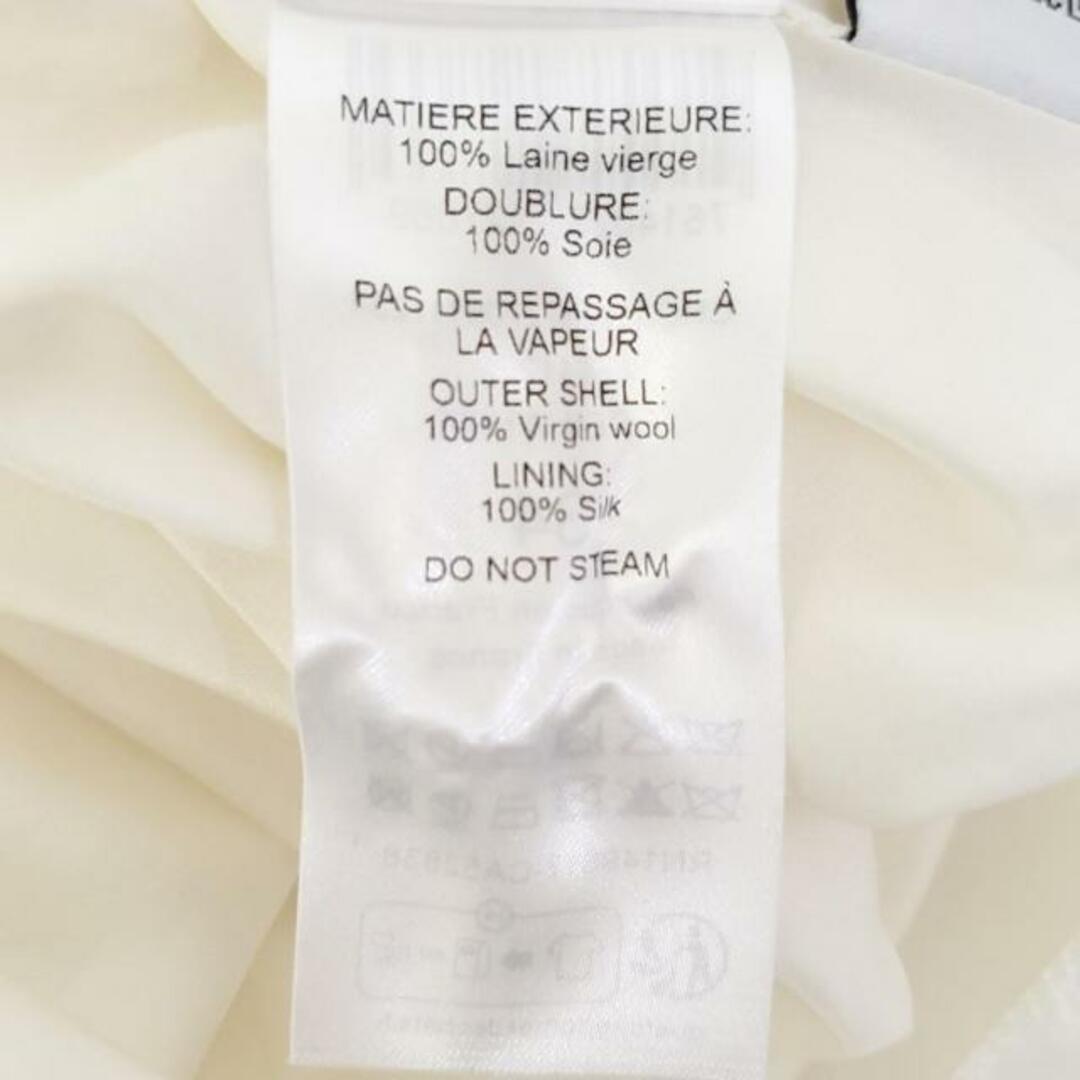 MATIERE EXTERIEURE:
100% Laine vierge
DOUBLURE:
100% Soie
PAS DE REPASSAGE À
LA VAPEUR
OUTER SHELL:
100% Virgin wool
LINING:
100% Silk
DO NOT STEAM